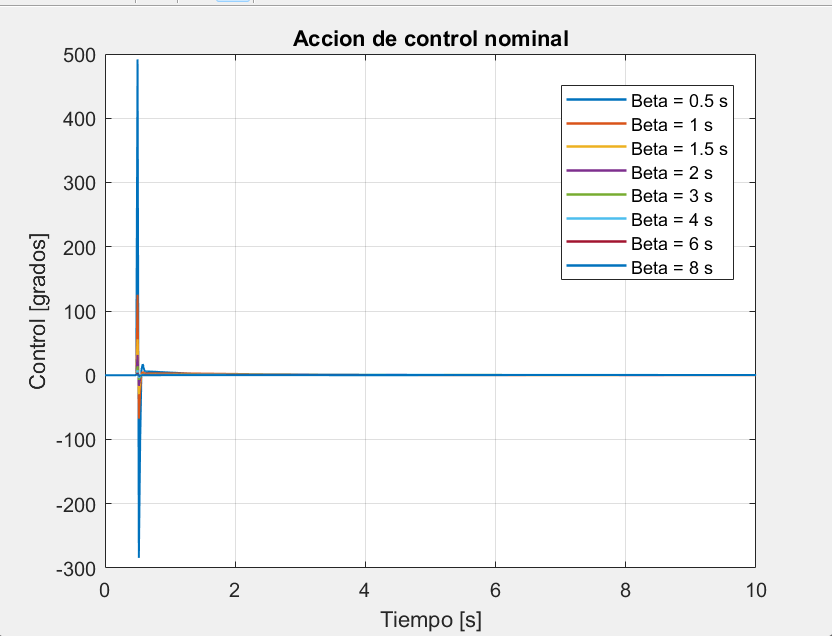 Accion de control nominal
500
400
300
200
100
0
-100
-200
-300
Control [grados]
Beta = 0.5 s
Beta = 1 s
Beta = 1.5 s
Beta = 2 s
Beta = 3 s
Beta = 4 s
Beta = 6 s
Beta = 8 s
0 2 4 6 8 10
Tiempo [s]